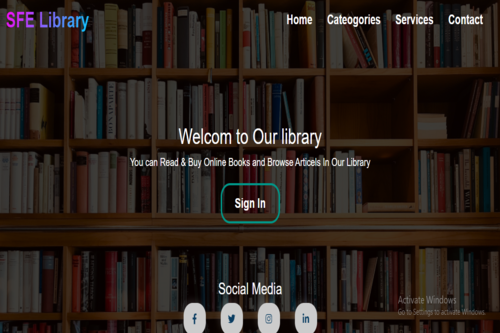 SFE Library
Home Cateogories Services Contact
Welcom to Our library
You can Read & Buy Online Books and Browse Articels In Our Library
Sign In
Social Media
Activate Windows
Go to Settings to activate Windows.